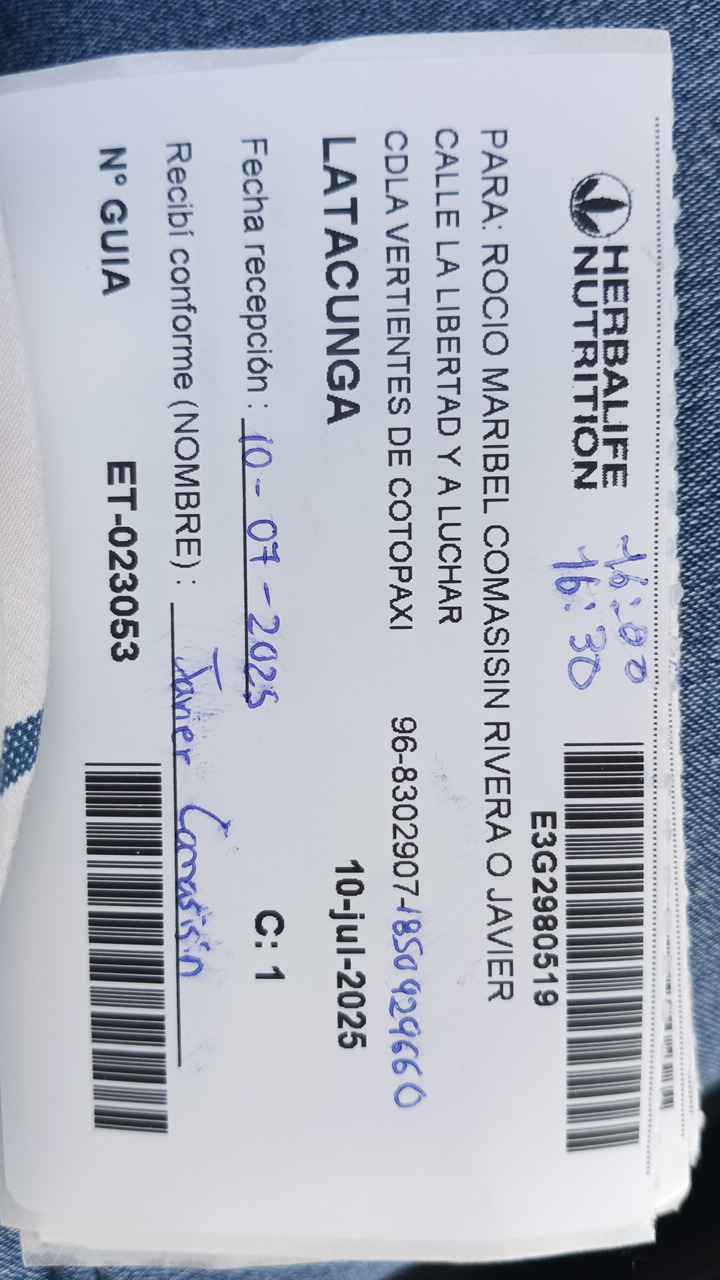 HERBALIFE
NUTRITION
16:00
16:30
E3G2980519
PARA: ROCIO MARIBEL COMASISIN RIVERA O JAVIER
CALLE LA LIBERTAD Y A LUCHAR
CDLA VERTIENTES DE COTOPAXI 96-8302907-1850929660
LATACUNGA 10-jul-2025
Fecha recepción : 10-07-2025 C: 1
Recibí conforme (NOMBRE) : Javier Comasisin
N° GUIA ET-023053